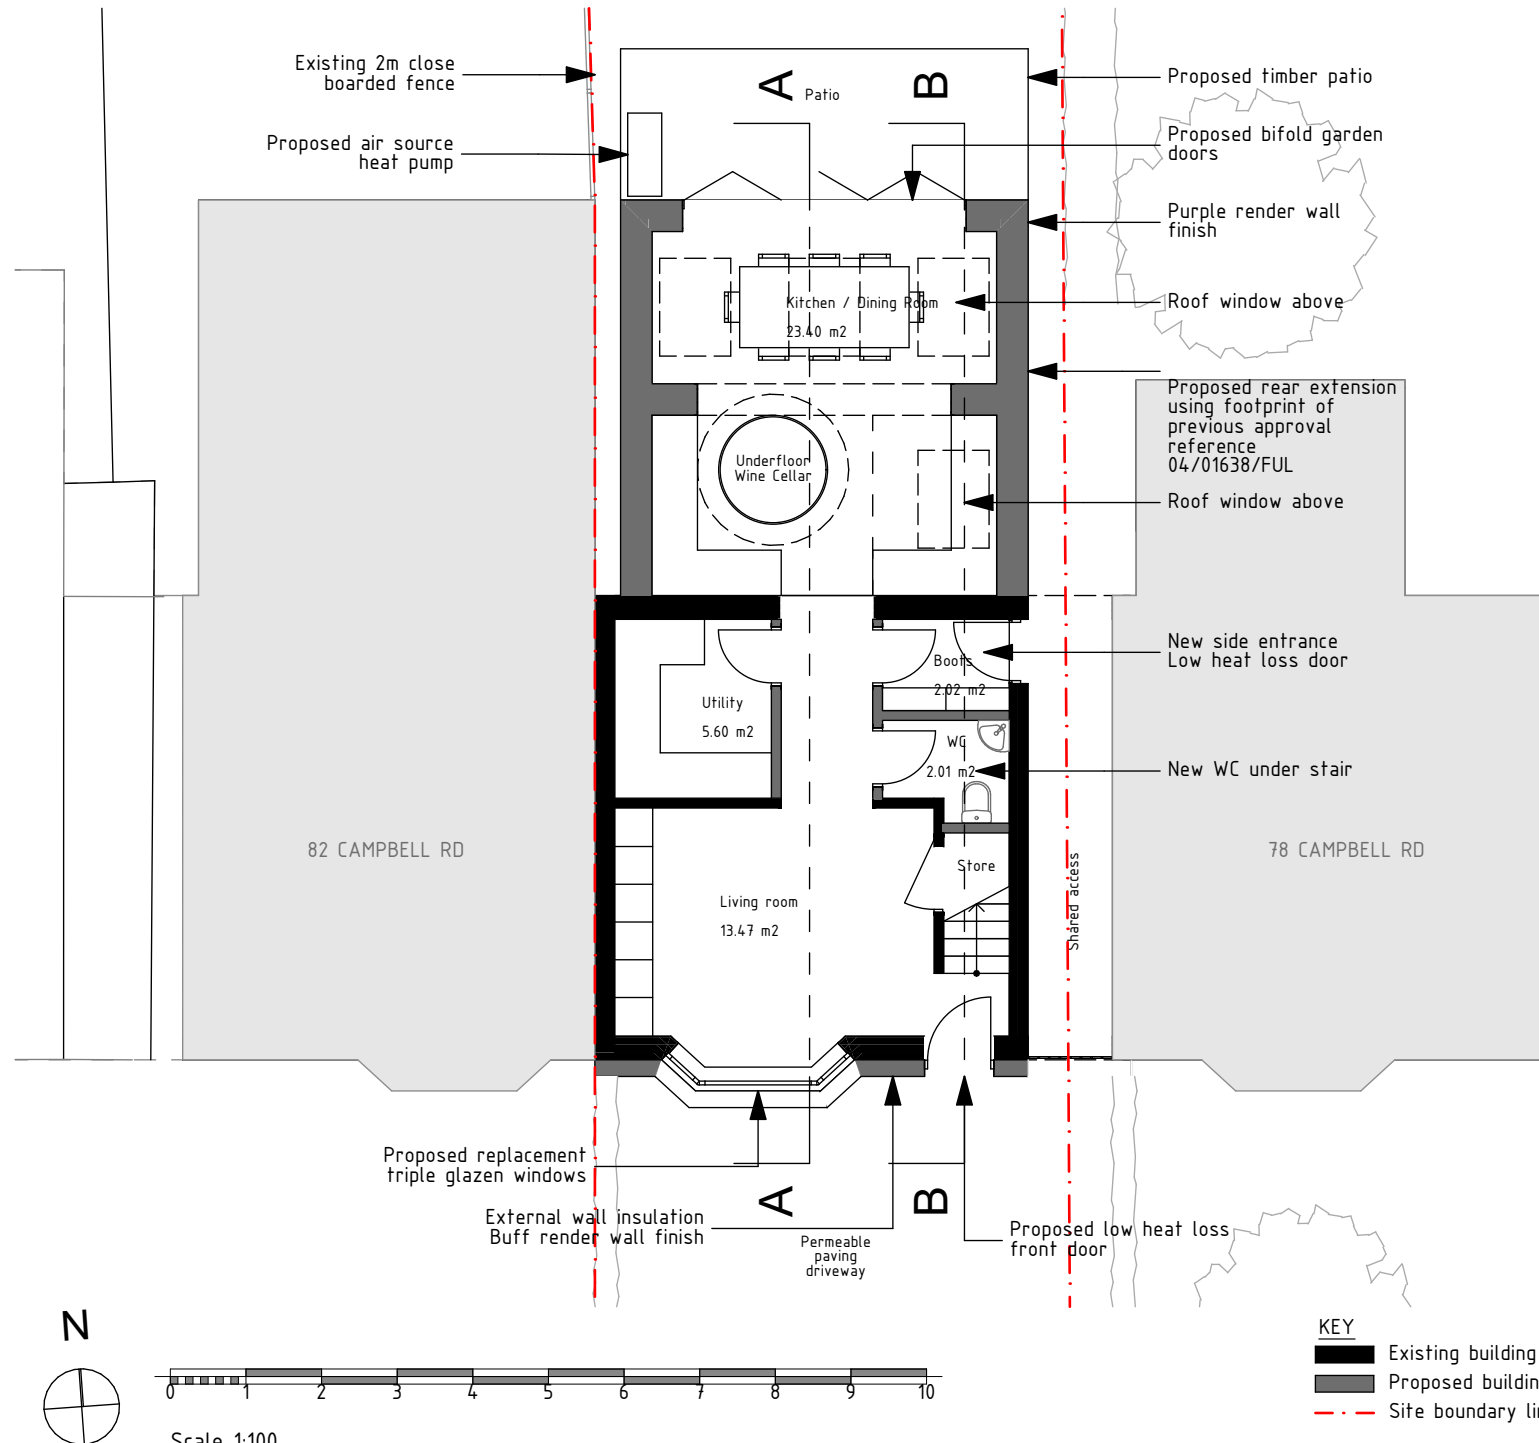 Existing 2m close
boarded fence
Proposed air source
heat pump
A
Patio
B
Proposed timber patio
Proposed bifold garden
doors
Purple render wall
finish
Roof window above
Kitchen / Dining Room
23.40 m2
Proposed rear extension
using footprint of
previous approval
reference
04/01638/FUL
Underfloor
Wine Cellar
Roof window above
New side entrance
Low heat loss door
Boots
2.02 m2
Utility
5.60 m2
WC
2.01 m2
New WC under stair
82 CAMPBELL RD
78 CAMPBELL RD
Store
Shared access
Living room
13.47 m2
Proposed replacement
triple glazen windows
A
B
External wall insulation
Buff render wall finish
Permeable
paving
driveway
Proposed low heat loss
front door
N
0 1 2 3 4 5 6 7 8 9 10
Scale 1:100
KEY
Existing building
Proposed buildin
Site boundary li